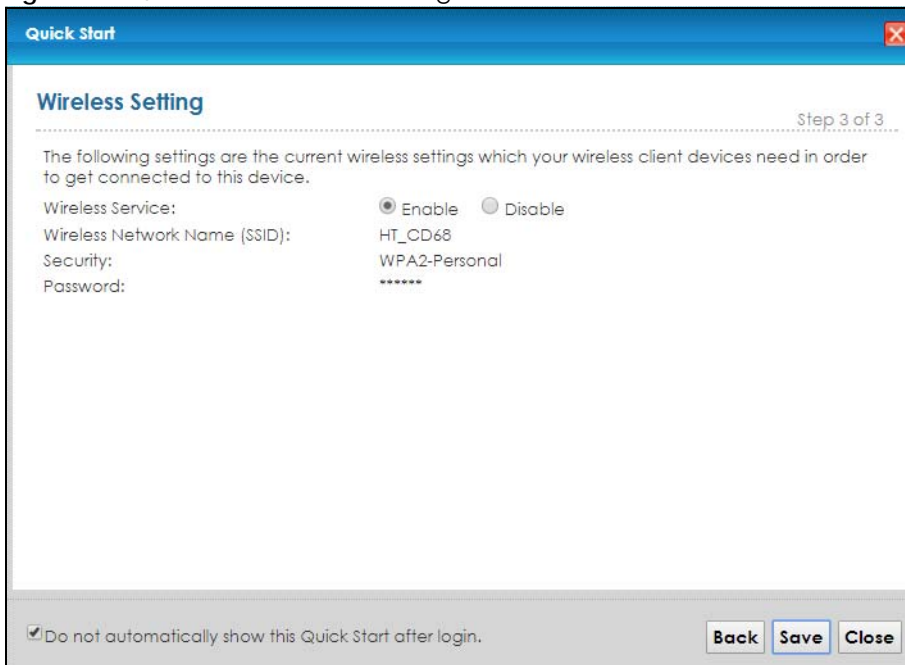 Quick Start
Wireless Setting
Step 3 of 3
The following settings are the current wireless settings which your wireless client devices need in order
to get connected to this device.
Wireless Service: Enable Disable
Wireless Network Name (SSID): HT_CD68
Security: WPA2-Personal
Password: ******
Do not automatically show this Quick Start after login.
Back Save Close